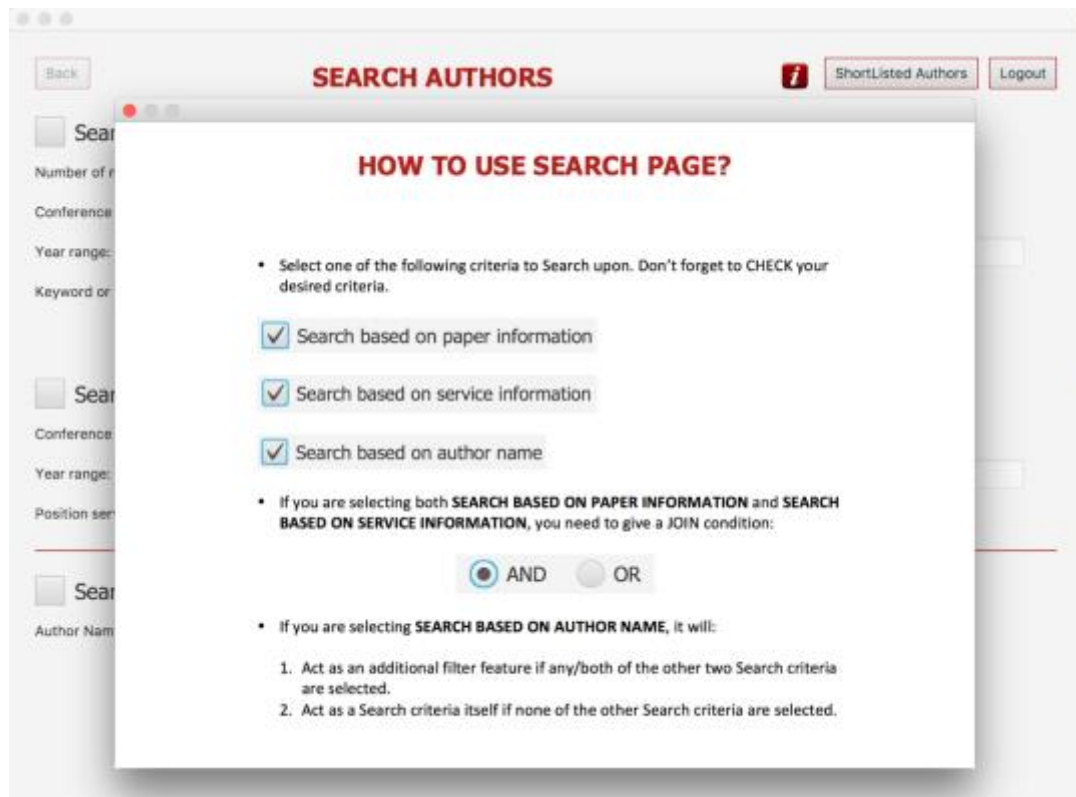 Back
SEARCH AUTHORS
i
ShortListed Authors
Logout
Sear
Number of r
Conference
Year range:
Keyword or
Sear
Conference
Year range:
Position ser
Sear
Author Nam
HOW TO USE SEARCH PAGE?
• Select one of the following criteria to Search upon. Don't forget to CHECK your
desired criteria.
Search based on paper information
Search based on service information
Search based on author name
• If you are selecting both SEARCH BASED ON PAPER INFORMATION and SEARCH
BASED ON SERVICE INFORMATION, you need to give a JOIN condition:
AND OR
• If you are selecting SEARCH BASED ON AUTHOR NAME, it will:
1. Act as an additional filter feature if any/both of the other two Search criteria
are selected.
2. Act as a Search criteria itself if none of the other Search criteria are selected.